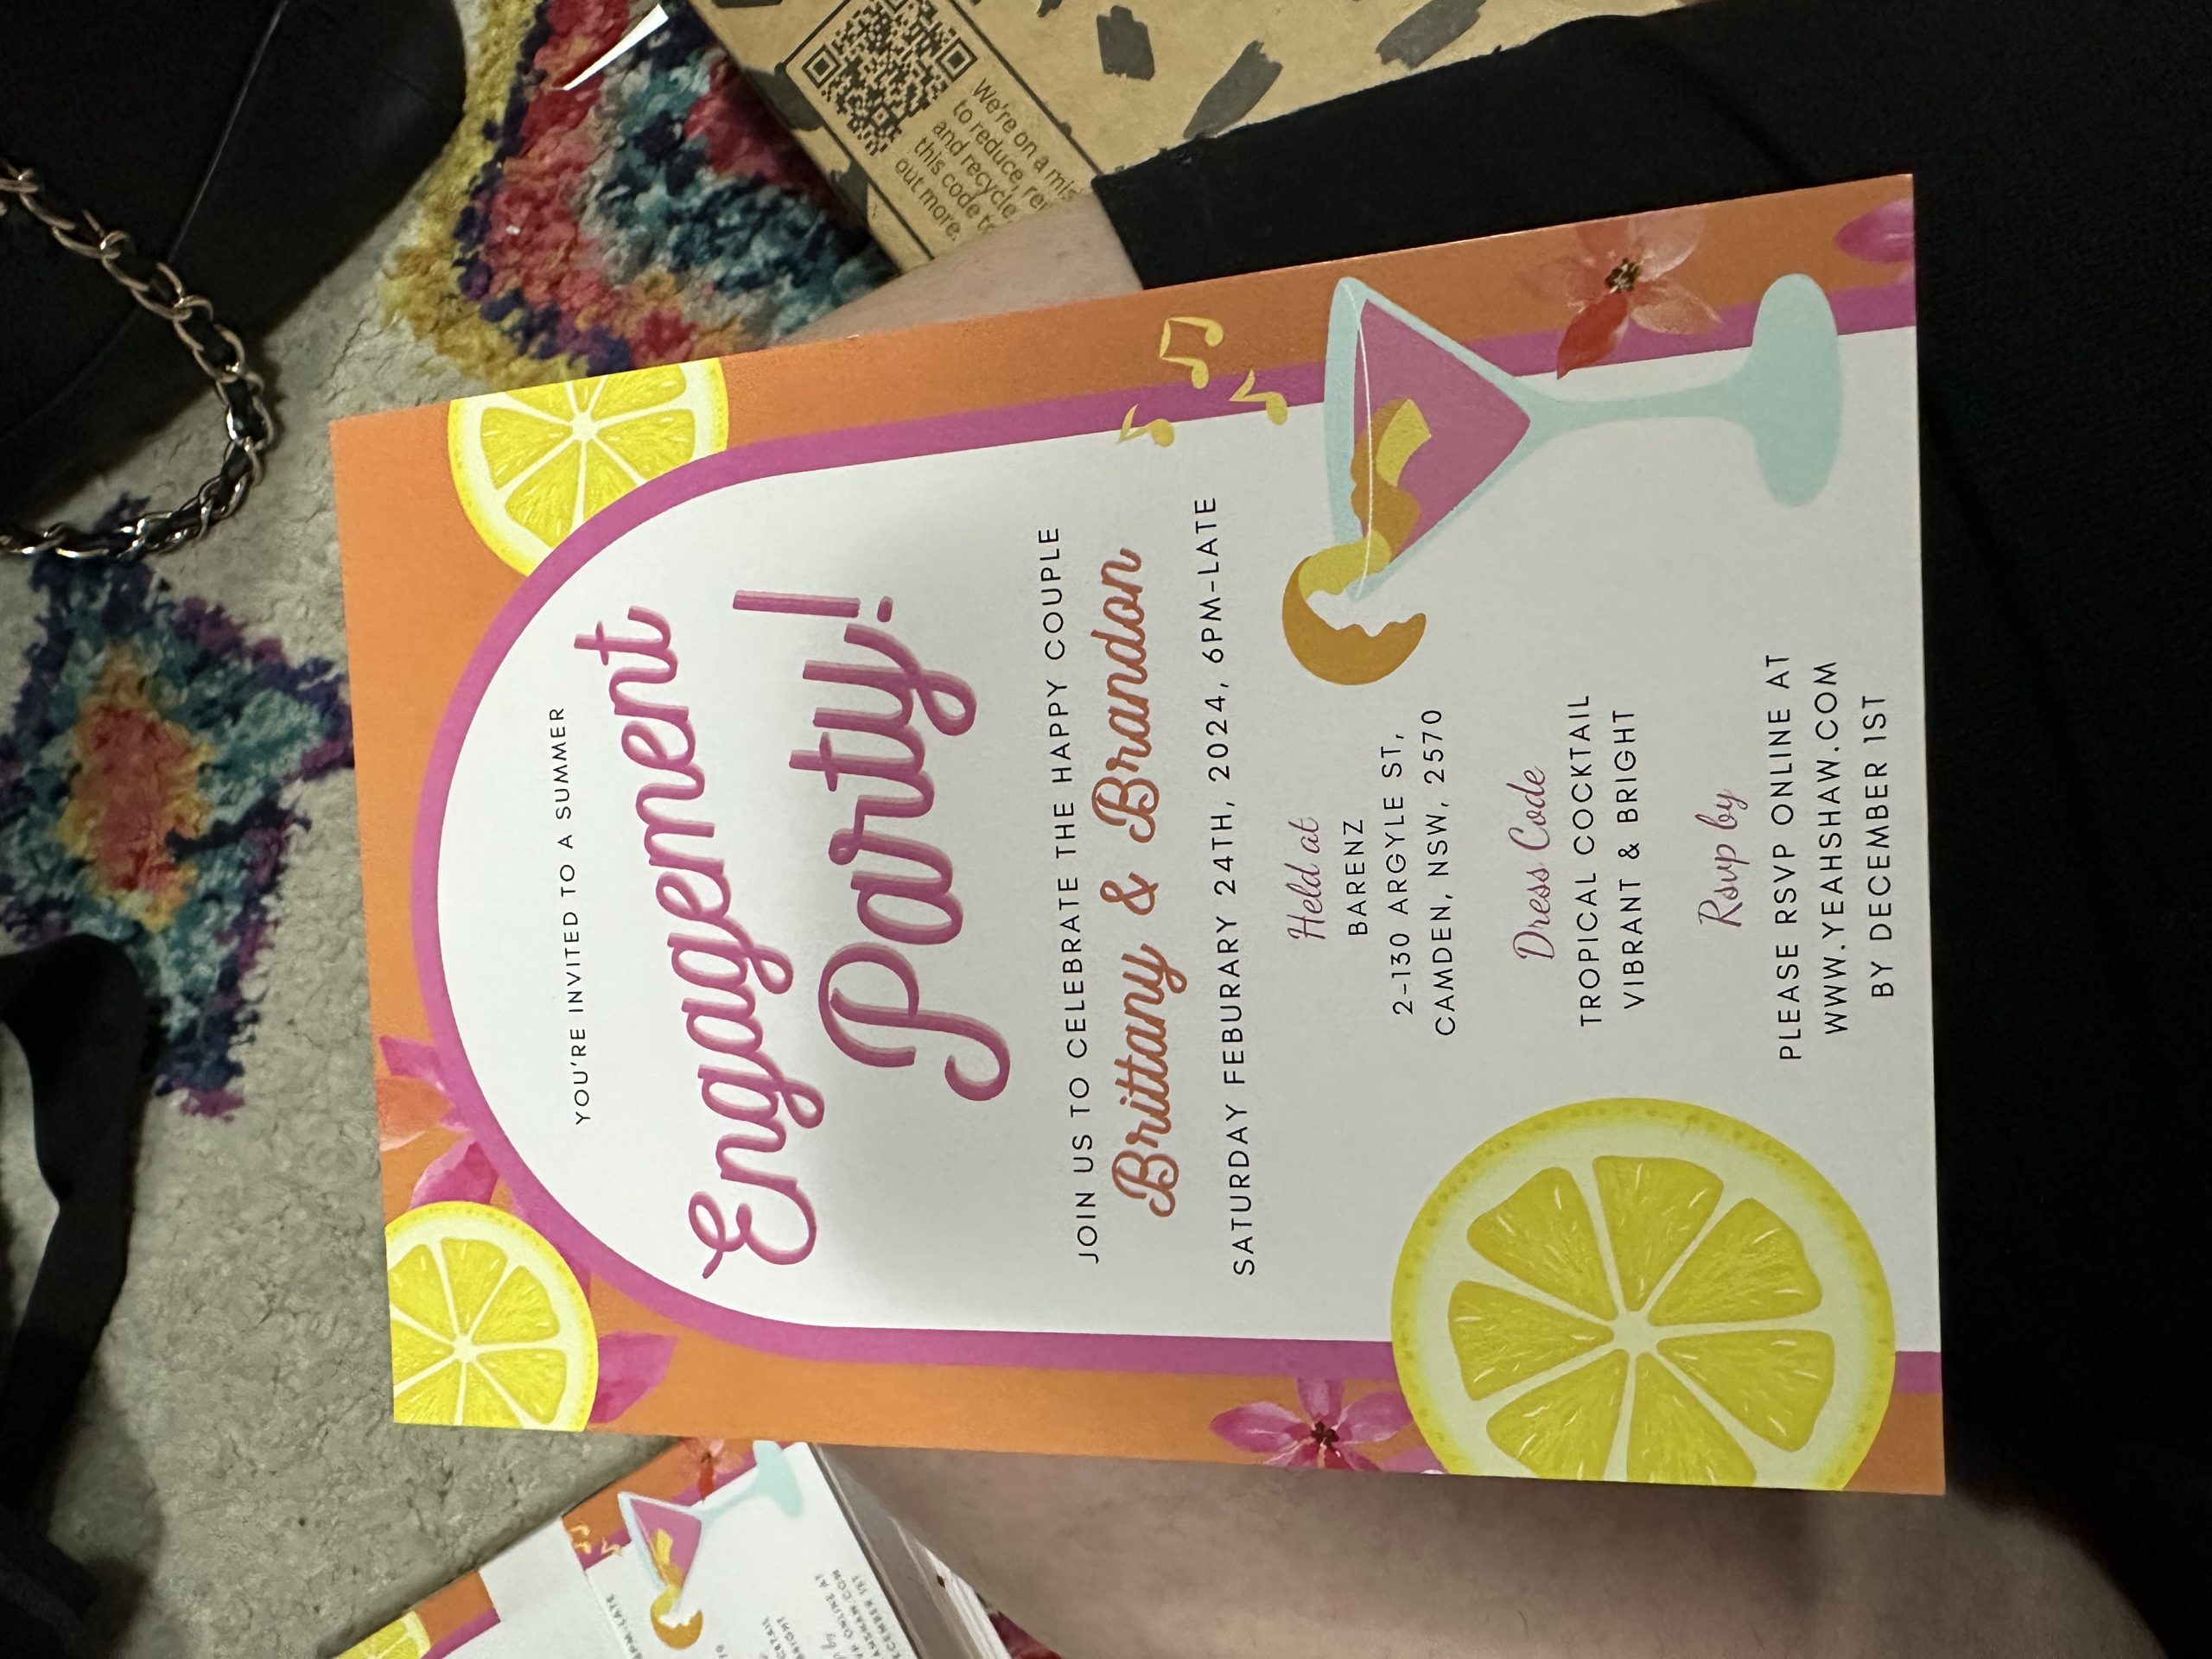 YOU'RE INVITED TO A SUMMER
Engagement
Party!
JOIN US TO CELEBRATE THE HAPPY COUPLE
Brittany & Brandon
SATURDAY FEBURARY 24TH, 2024, 6PM-LATE
Held at
BARENZ
2-130 ARGYLE ST,
CAMDEN, NSW, 2570
Dress Code
TROPICAL COCKTAIL
VIBRANT & BRIGHT
Rsvp by
PLEASE RSVP ONLINE AT
WWW.YEAHSHAW.COM
BY DECEMBER 1ST
We're on a
to reduce,
and recycle.
this code
out more.